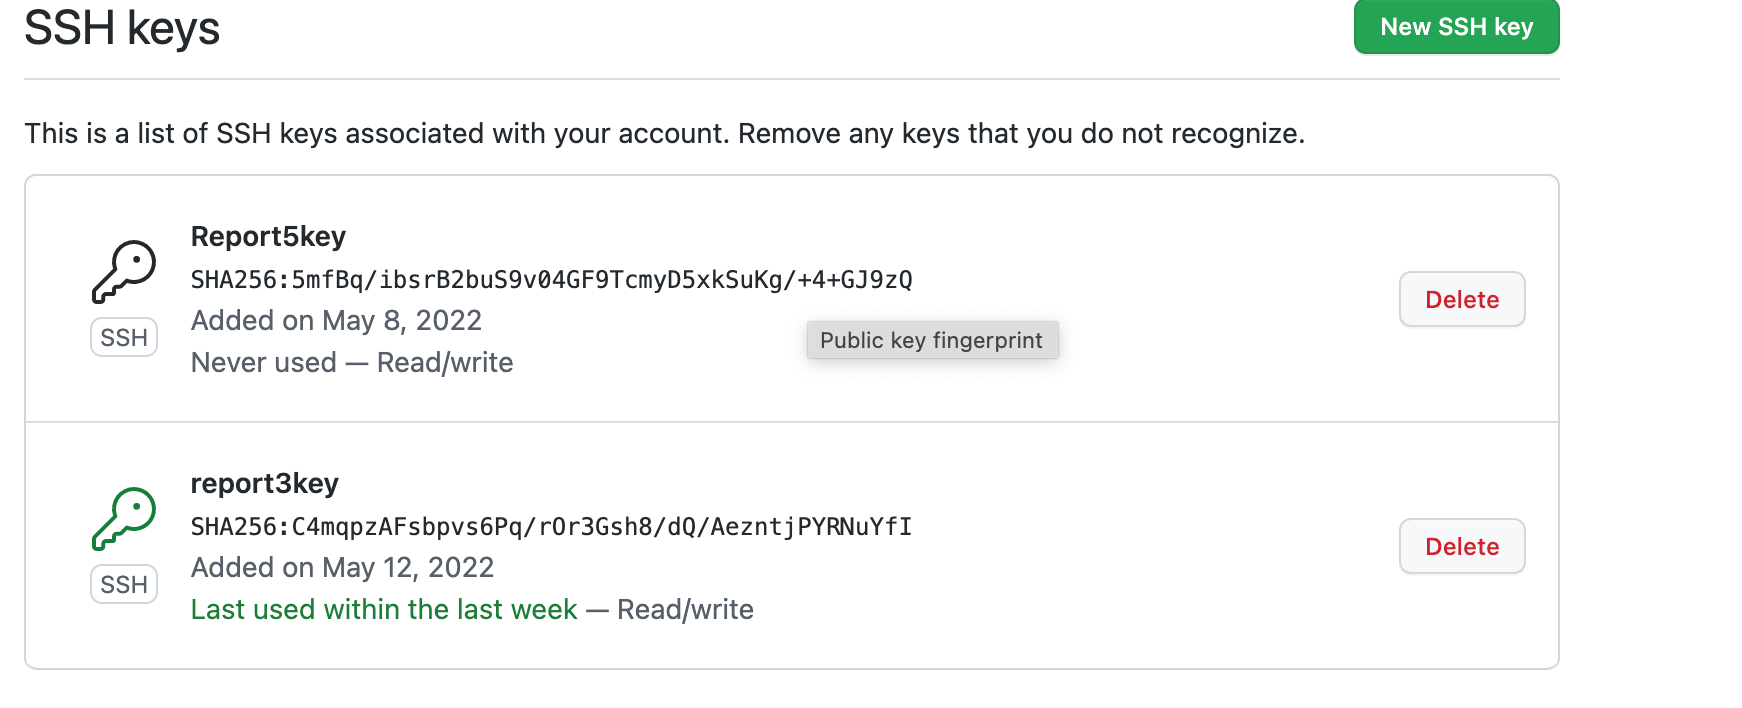 SSH keys
New SSH key
This is a list of SSH keys associated with your account. Remove any keys that you do not recognize.
Report5key
SHA256:5mfBq/ibsrB2buS9v04GF9TcmyD5xkSuKg/+4+GJ9zQ
Added on May 8, 2022
Never used — Read/write
SSH
Public key fingerprint
Delete
report3key
SHA256:C4mqpzAFsbpvs6Pq/rOr3Gsh8/dQ/AezntjPYRNuYfI
Added on May 12, 2022
Last used within the last week — Read/write
SSH
Delete